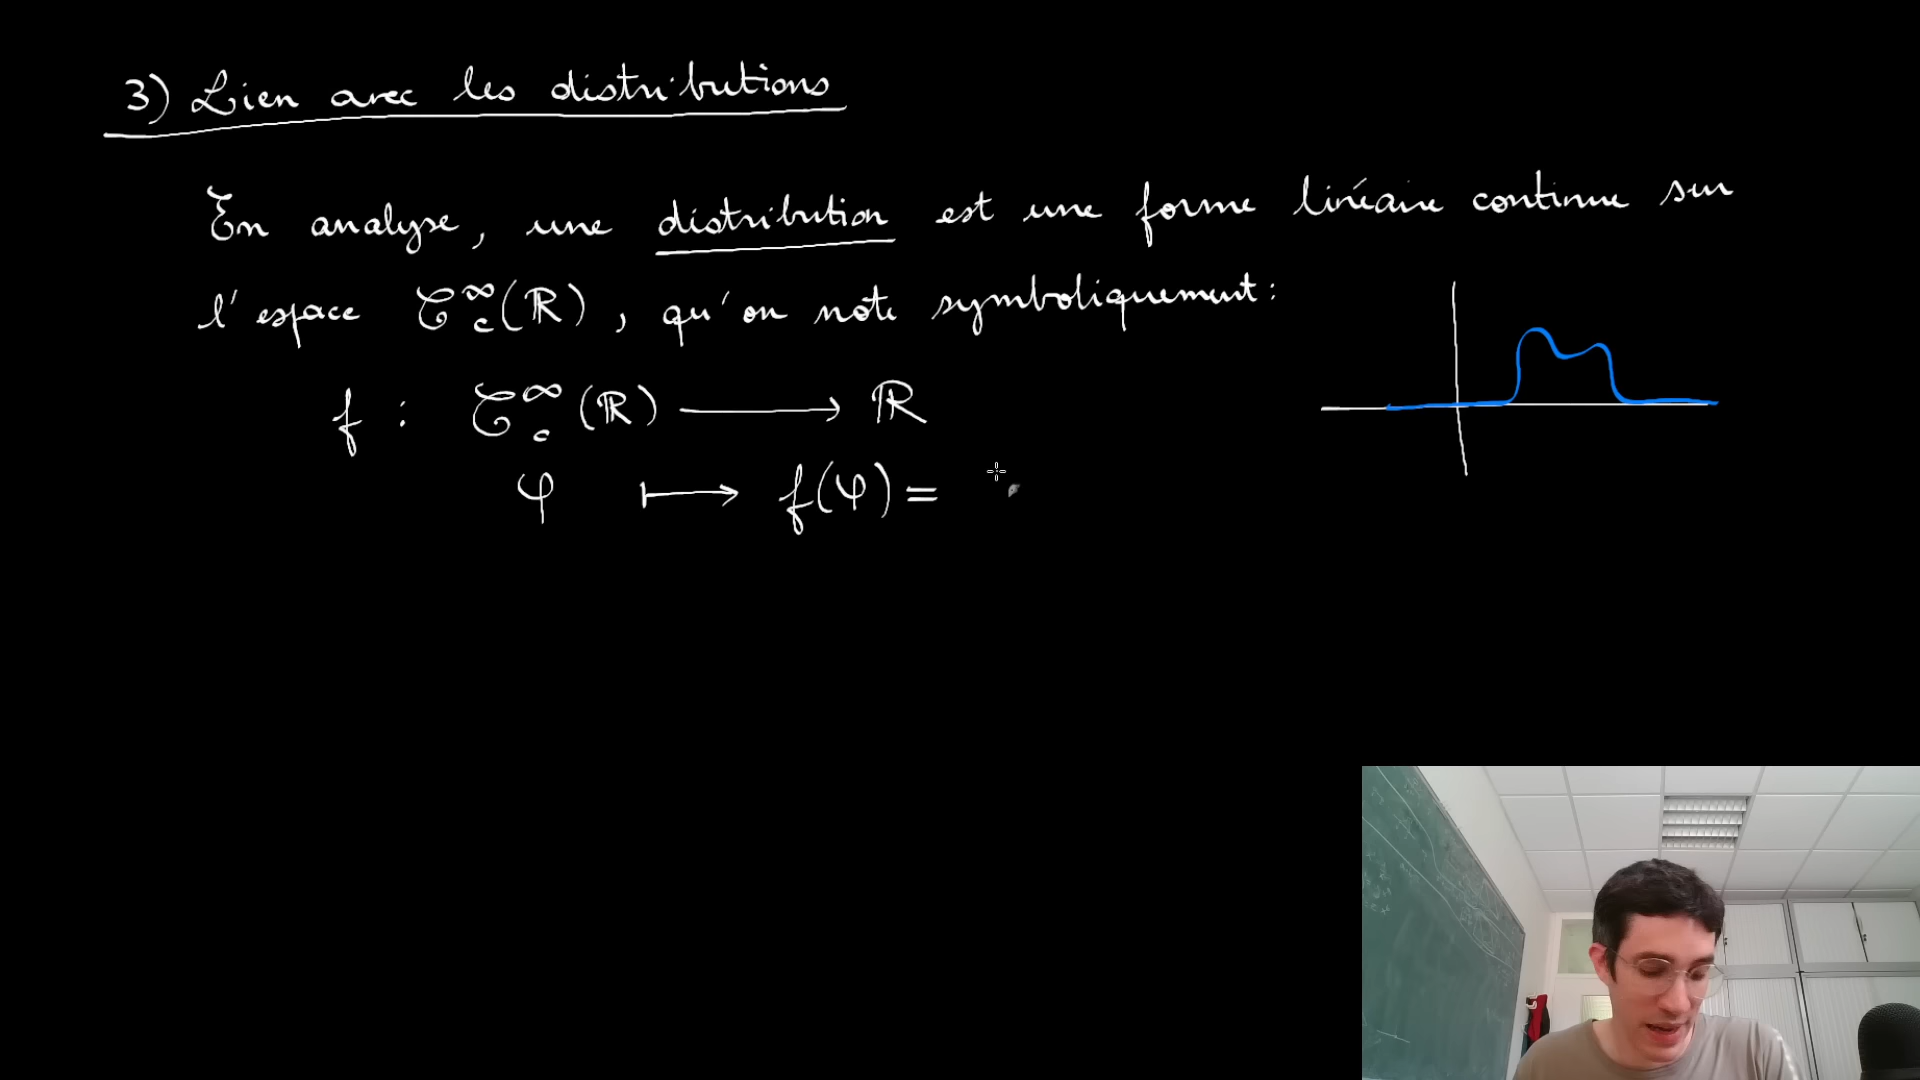 3) Lien avec les distributions
En analyse, une distribution est une forme linéaire continue sur
l'espace 𝒞_c^∞(ℝ), qu'on note symboliquement :
f : 𝒞_c^∞(ℝ) ⟶ ℝ
φ ⟼ f(φ) =